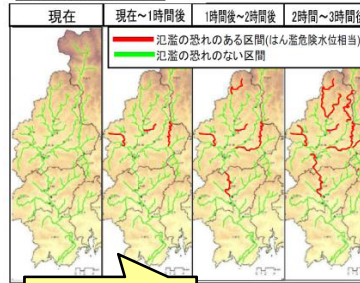 現在
現在～1時間後
1時間後～2時間後
2時間～3時間後
氾濫の恐れのある区間(はん濫危険水位相当)
氾濫の恐れのない区間